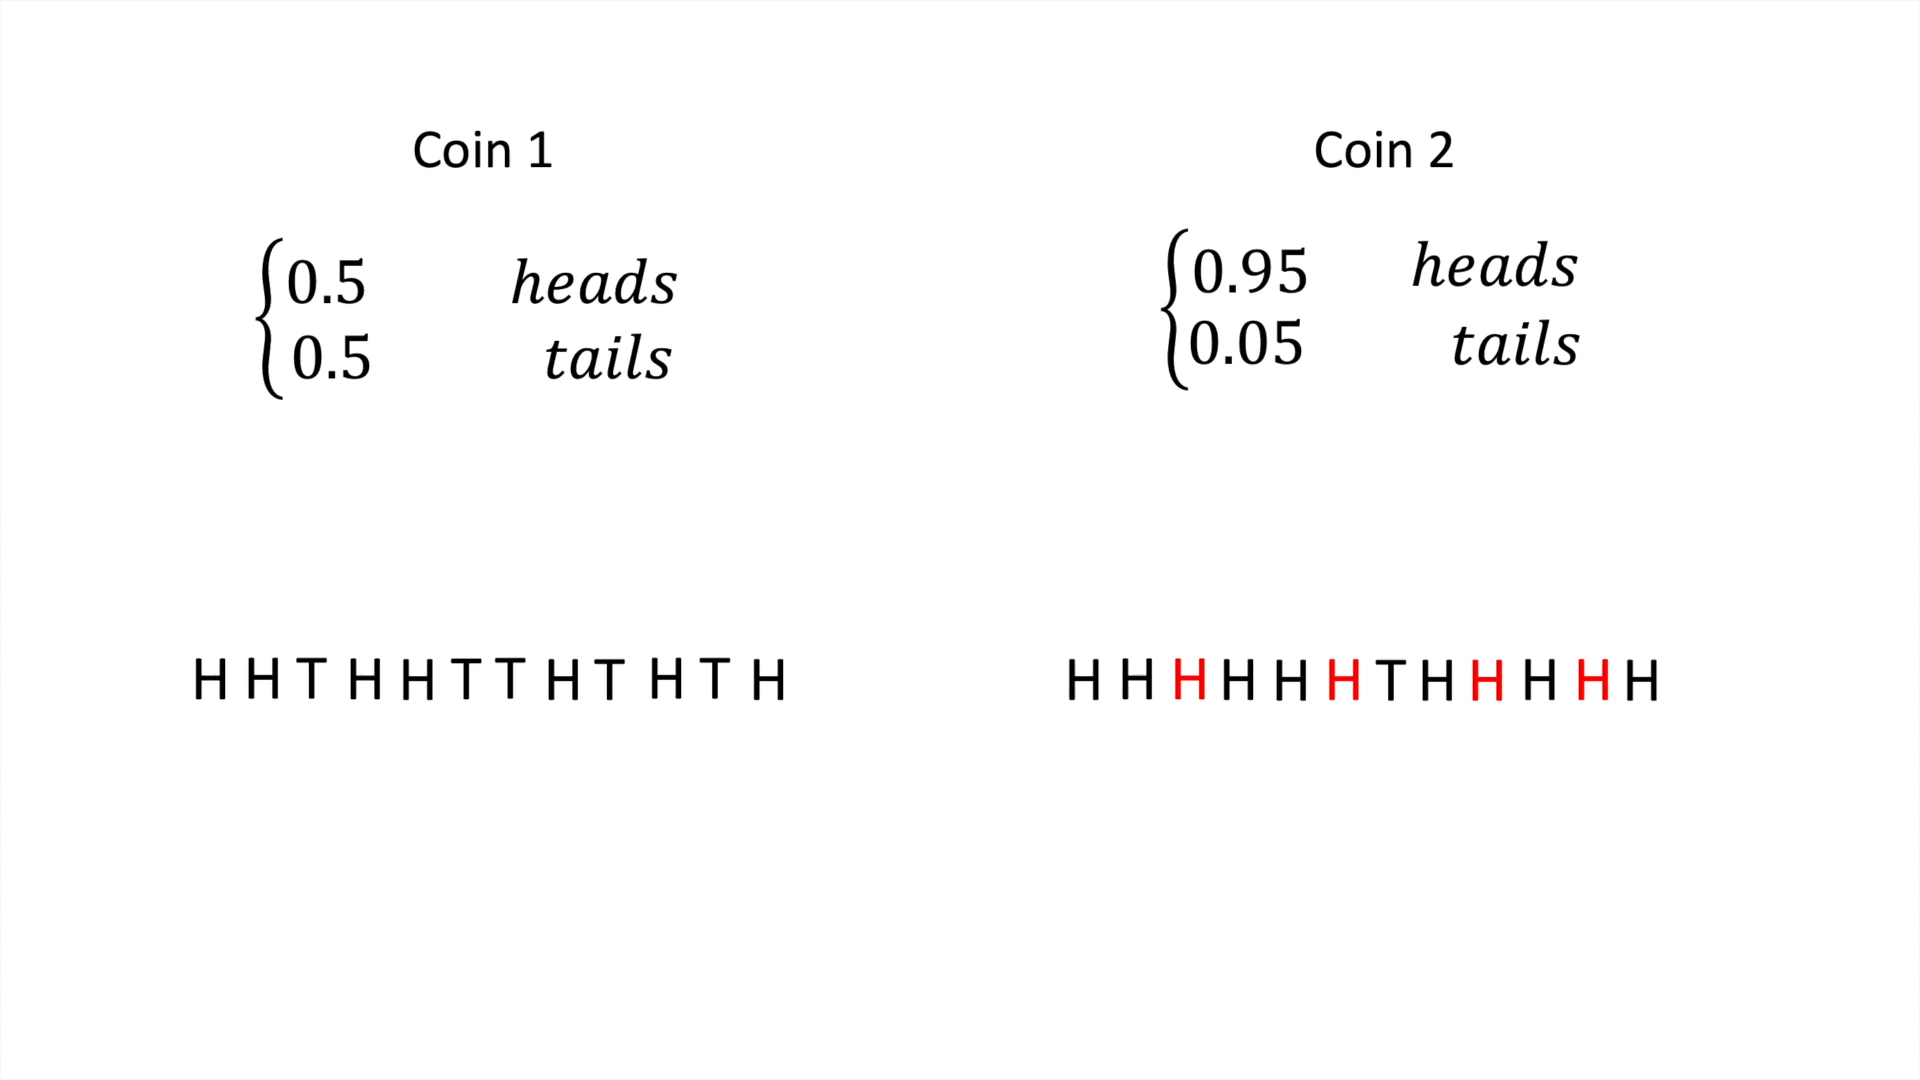 Coin 1
Coin 2
0.5 heads
0.5 tails
0.95 heads
0.05 tails
H H T H H T T H T H T H
H H H H H H T H H H H H